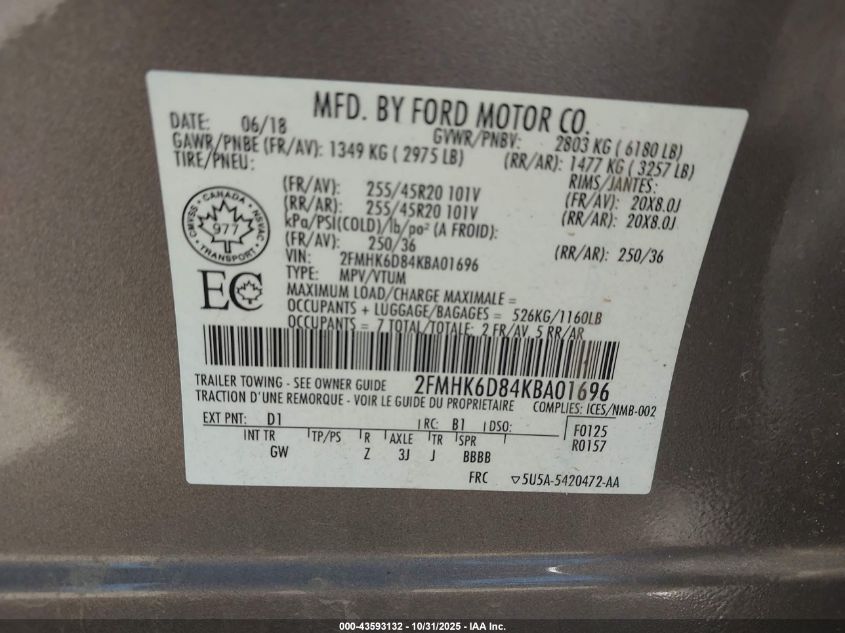 MFD. BY FORD MOTOR CO.
DATE: 06/18 GVWR/PNBV: 2803 KG ( 6180 LB)
GAWR/PNBE (FR/AV): 1349 KG ( 2975 LB) (RR/AR): 1477 KG ( 3257 LB)
TIRE/PNEU: RIMS/JANTES:
(FR/AV): 255/45R20 101V (FR/AV): 20X8.0J
(RR/AR): 255/45R20 101V (RR/AR): 20X8.0J
kPa/PSI(COLD)/lb/po² (A FROID):
(FR/AV): 250/36 (RR/AR): 250/36
VIN: 2FMHK6D84KBA01696
TYPE: MPV/VTUM
MAXIMUM LOAD/CHARGE MAXIMALE =
OCCUPANTS + LUGGAGE/BAGAGES = 526KG/1160LB
OCCUPANTS = 7 TOTAL/TOTALE: 2 FR/AV, 5 RR/AR
CANADA
CMVSS NSVAC
977
TRANSPORT
EC
TRAILER TOWING - SEE OWNER GUIDE 2FMHK6D84KBA01696
TRACTION D'UNE REMORQUE - VOIR LE GUIDE DU PROPRIETAIRE COMPLIES: ICES/NMB-002
EXT PNT: D1 RC: B1 DSO: F0125
INT TR TP/PS R AXLE TR SPR R0157
GW Z 3J J BBBB
FRC 5U5A-5420472-AA
000-43593132 - 10/31/2025 - IAA Inc.